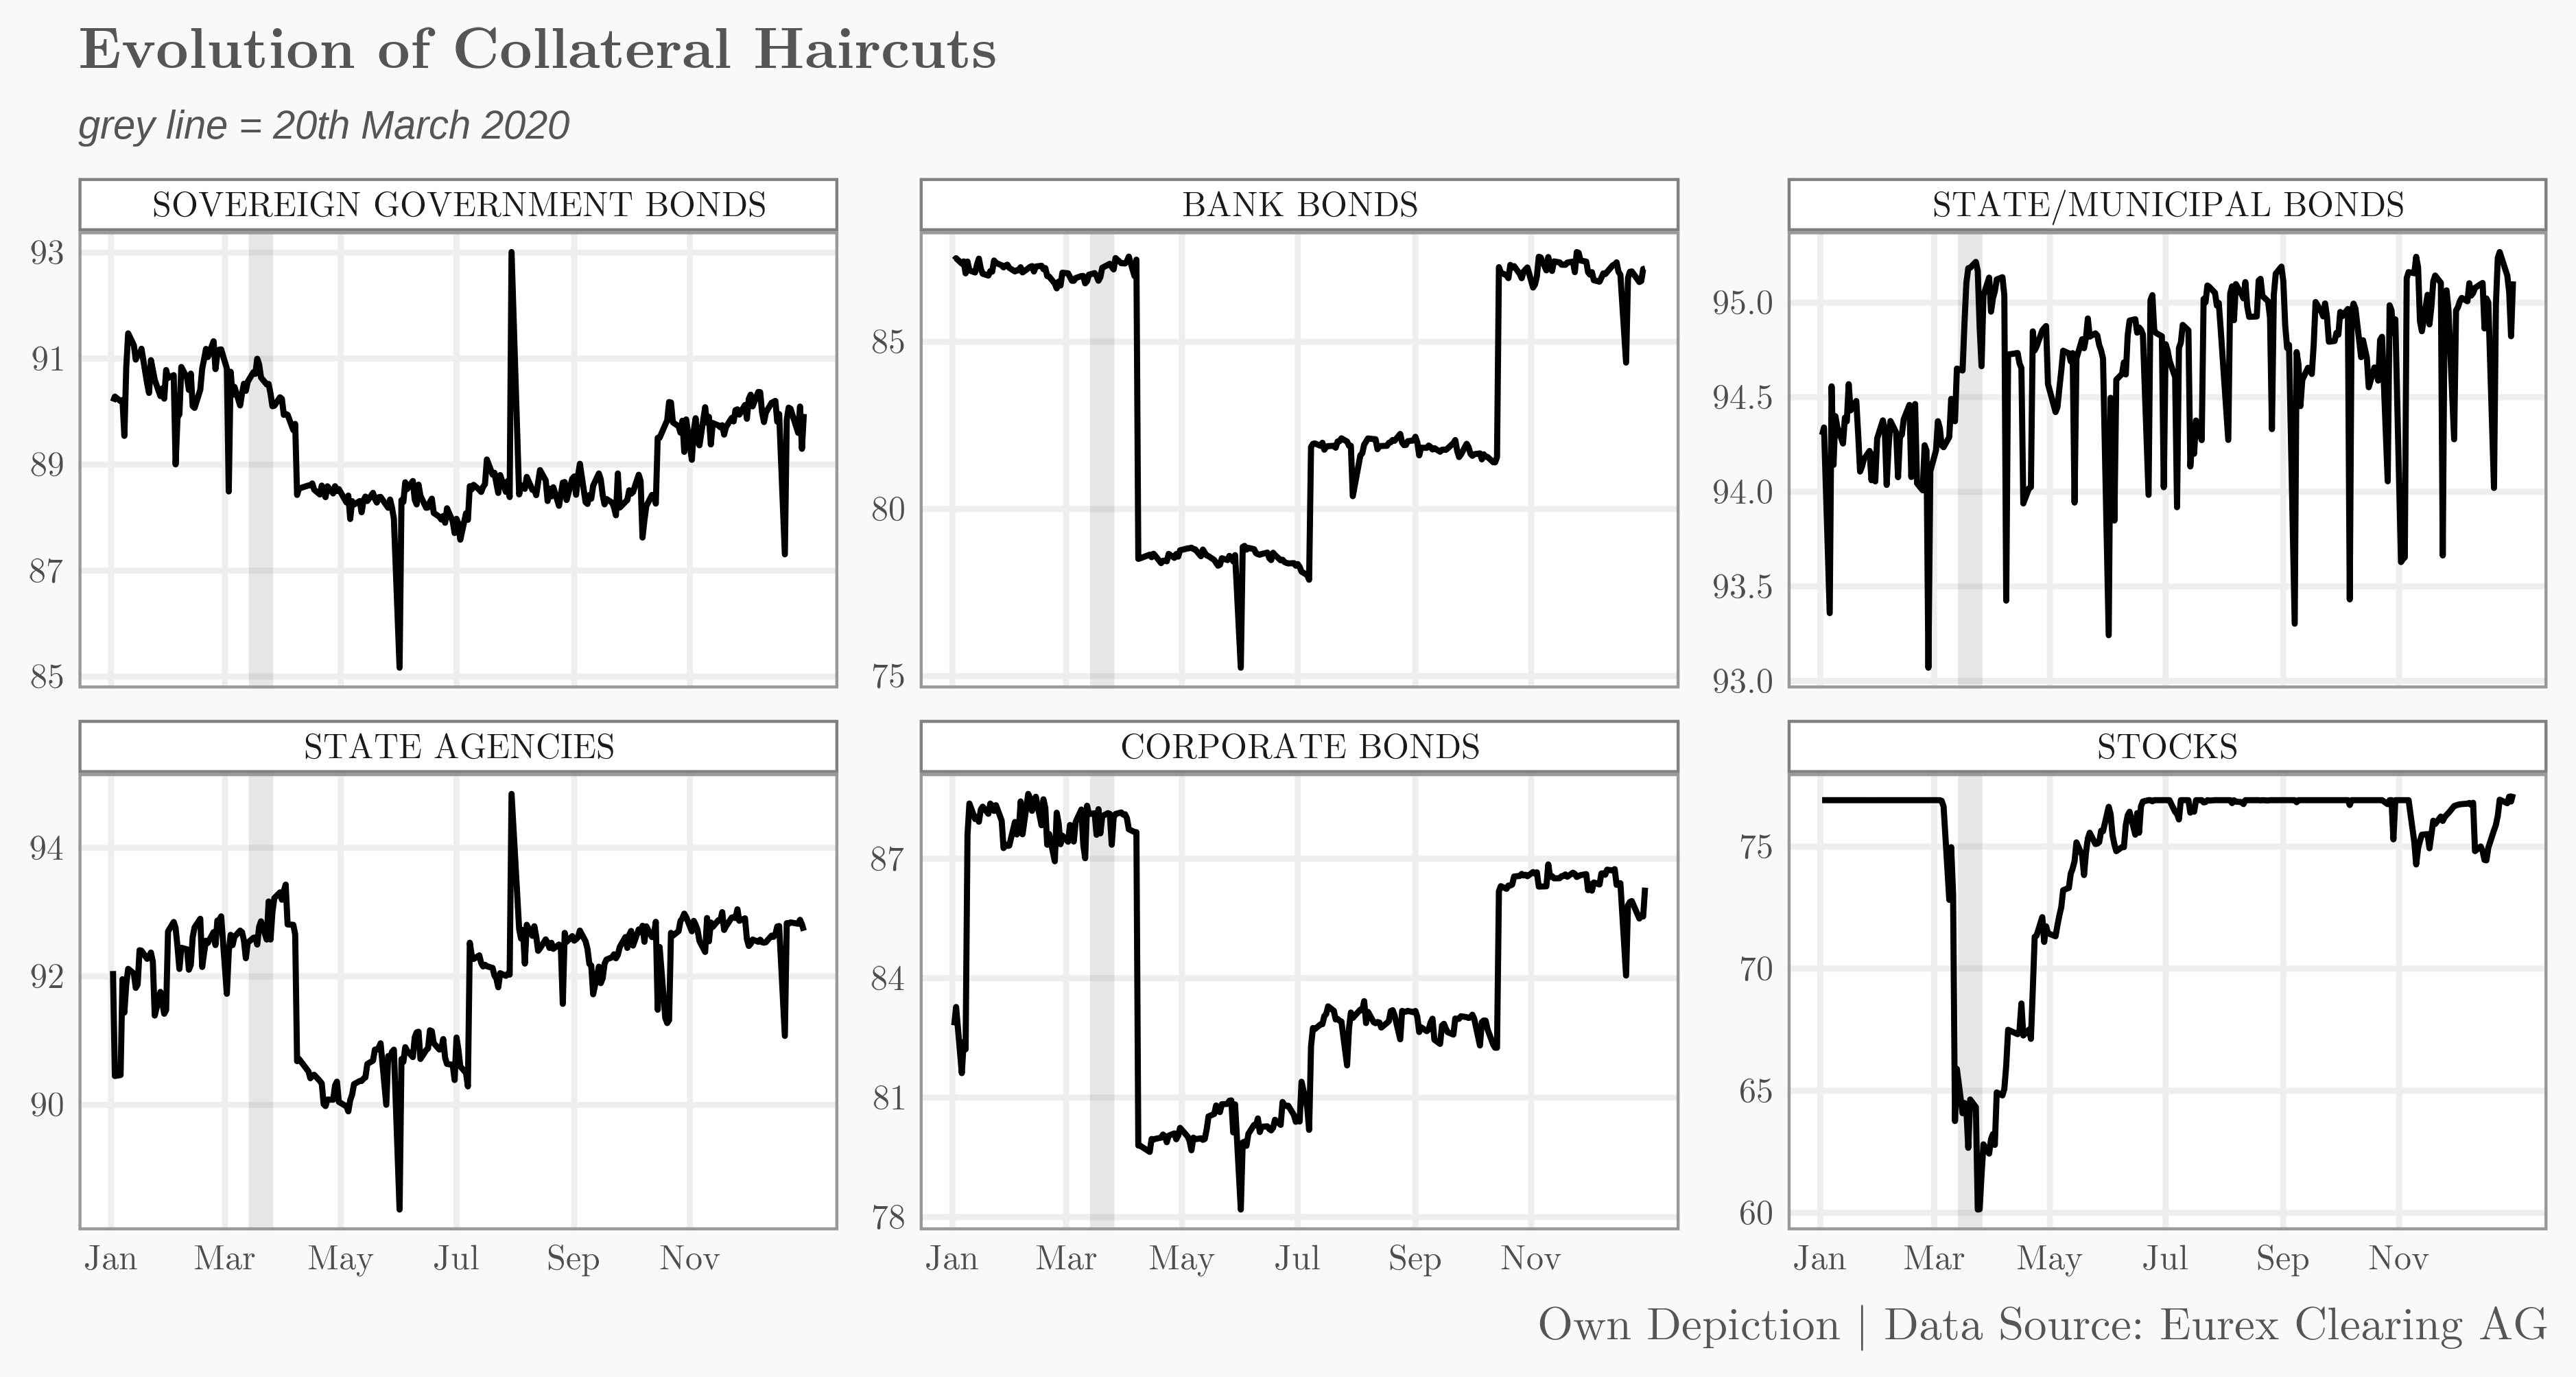 Evolution of Collateral Haircuts
grey line = 20th March 2020
SOVEREIGN GOVERNMENT BONDS
93
91
89
87
85
BANK BONDS
85
80
75
STATE/MUNICIPAL BONDS
95.0
94.5
94.0
93.5
93.0
STATE AGENCIES
94
92
90
Jan Mar May Jul Sep Nov
CORPORATE BONDS
87
84
81
78
Jan Mar May Jul Sep Nov
STOCKS
75
70
65
60
Jan Mar May Jul Sep Nov
Own Depiction | Data Source: Eurex Clearing AG